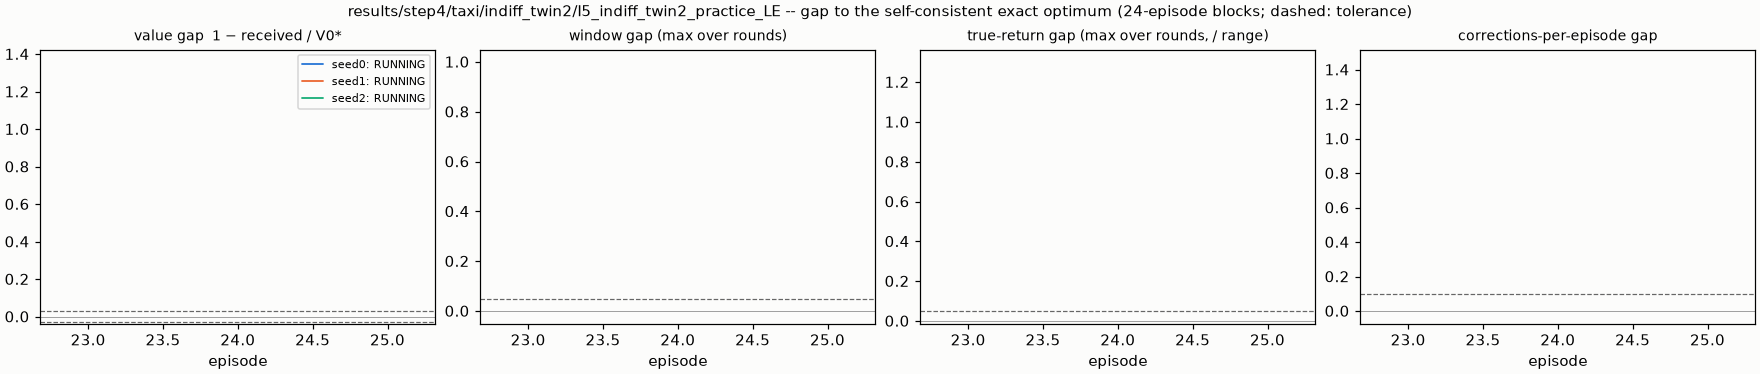 results/step4/taxi/indiff_twin2/I5_indiff_twin2_practice_LE -- gap to the self-consistent exact optimum (24-episode blocks; dashed: tolerance)
value gap  1 − received / V0*
1.4
1.2
1.0
0.8
0.6
0.4
0.2
0.0
seed0: RUNNING
seed1: RUNNING
seed2: RUNNING
23.0 23.5 24.0 24.5 25.0
episode
window gap (max over rounds)
1.0
0.8
0.6
0.4
0.2
0.0
23.0 23.5 24.0 24.5 25.0
episode
true-return gap (max over rounds, / range)
1.2
1.0
0.8
0.6
0.4
0.2
0.0
23.0 23.5 24.0 24.5 25.0
episode
corrections-per-episode gap
1.4
1.2
1.0
0.8
0.6
0.4
0.2
0.0
23.0 23.5 24.0 24.5 25.0
episode